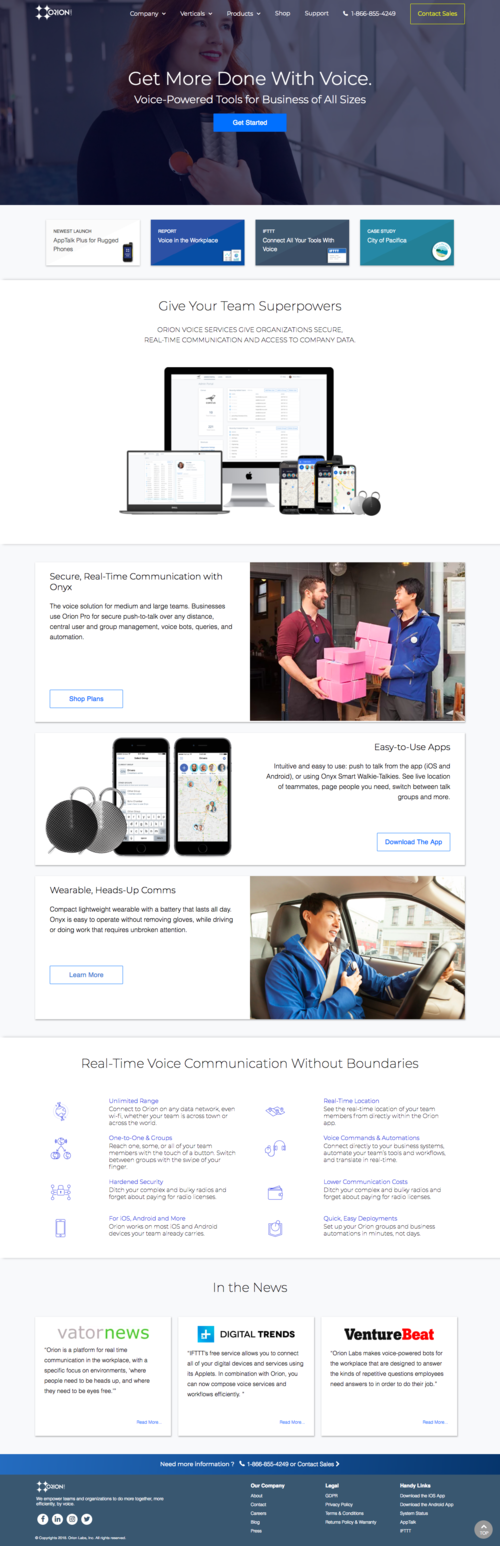 ORION
Company Verticals Products Shop Support 1-866-855-4249 Contact Sales
Get More Done With Voice.
Voice-Powered Tools for Business of All Sizes
Get Started
NEWEST LAUNCH
AppTalk Plus for Rugged
Phones
REPORT
Voice in the Workplace
IFTTT
Connect All Your Tools With
Voice
CASE STUDY
City of Pacifica
Give Your Team Superpowers
ORION VOICE SERVICES GIVE ORGANIZATIONS SECURE,
REAL-TIME COMMUNICATION AND ACCESS TO COMPANY DATA.
Secure, Real-Time Communication with
Onyx
The voice solution for medium and large teams. Businesses
use Orion Pro for secure push-to-talk over any distance,
central user and group management, voice bots, queries, and
automation.
Shop Plans
Easy-to-Use Apps
Intuitive and easy to use: push to talk from the app (iOS and
Android), or using Onyx Smart Walkie-Talkies. See live location
of teammates, page people you need, switch between talk
groups and more.
Download The App
Wearable, Heads-Up Comms
Compact lightweight wearable with a battery that lasts all day.
Onyx is easy to operate without removing gloves, while driving
or doing work that requires unbroken attention.
Learn More
Real-Time Voice Communication Without Boundaries
Unlimited Range
Connect to Orion on any data network, even
wi-fi, whether your team is across town or
across the world.
Real-Time Location
See the real-time location of your team
members from directly within the Orion
app.
One-to-One & Groups
Reach one, some, or all of your team
members with the touch of a button. Switch
between groups with the swipe of your
finger.
Voice Commands & Automations
Connect directly to your business systems,
automate your team's tools and workflows,
and translate in real-time.
Hardened Security
Ditch your complex and bulky radios and
forget about paying for radio licenses.
Lower Communication Costs
Ditch your complex and bulky radios and
forget about paying for radio licenses.
For iOS, Android and More
Orion works on most iOS and Android
devices your team already carries.
Quick, Easy Deployments
Set up your Orion groups and business
automations in minutes, not days.
In the News
vatornews
"Orion is a platform for real time
communication in the workplace, with a
specific focus on environments, 'where
people need to be heads up, and where
they need to be eyes free.'"
Read More...
DIGITAL TRENDS
"IFTTT's free service allows you to connect
all of your digital devices and services using
its Applets. In combination with Orion, you
can now compose voice services and
workflows efficiently. "
Read More...
VentureBeat
"Orion Labs makes voice-powered bots for
the workplace that are designed to answer
the kinds of repetitive questions employees
need answers to in order to do their job."
Read More...
Need more information ? 1-866-855-4249 or Contact Sales
ORION
We empower teams and organizations to do more together, more
efficiently, by voice.
© Copyrights 2018. Orion Labs, Inc. All rights reserved.
Our Company
About
Contact
Careers
Blog
Press
Legal
GDPR
Privacy Policy
Terms & Conditions
Returns Policy & Warranty
Handy Links
Download the iOS App
Download the Android App
System Status
AppTalk
IFTTT
TOP